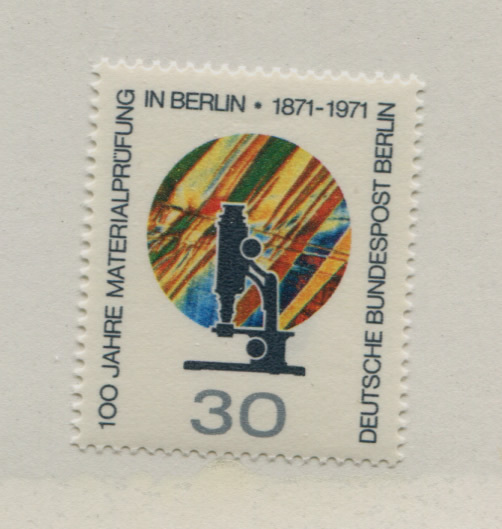 100 JAHRE MATERIALPRÜFUNG
IN BERLIN • 1871-1971
DEUTSCHE BUNDESPOST BERLIN
30